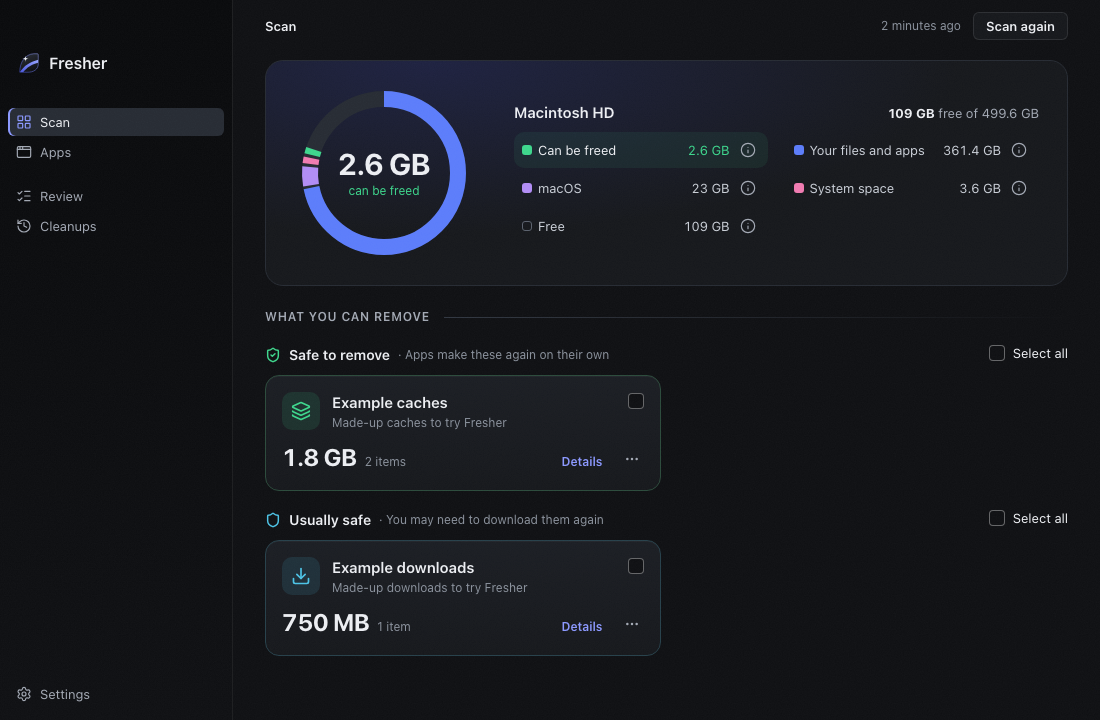 Scan
2 minutes ago
Scan again
Fresher
Scan
Apps
Review
Cleanups
Settings
2.6 GB
can be freed
Macintosh HD
109 GB free of 499.6 GB
Can be freed 2.6 GB
Your files and apps 361.4 GB
macOS 23 GB
System space 3.6 GB
Free 109 GB
WHAT YOU CAN REMOVE
Safe to remove · Apps make these again on their own
Select all
Example caches
Made-up caches to try Fresher
1.8 GB 2 items
Details
Usually safe · You may need to download them again
Select all
Example downloads
Made-up downloads to try Fresher
750 MB 1 item
Details